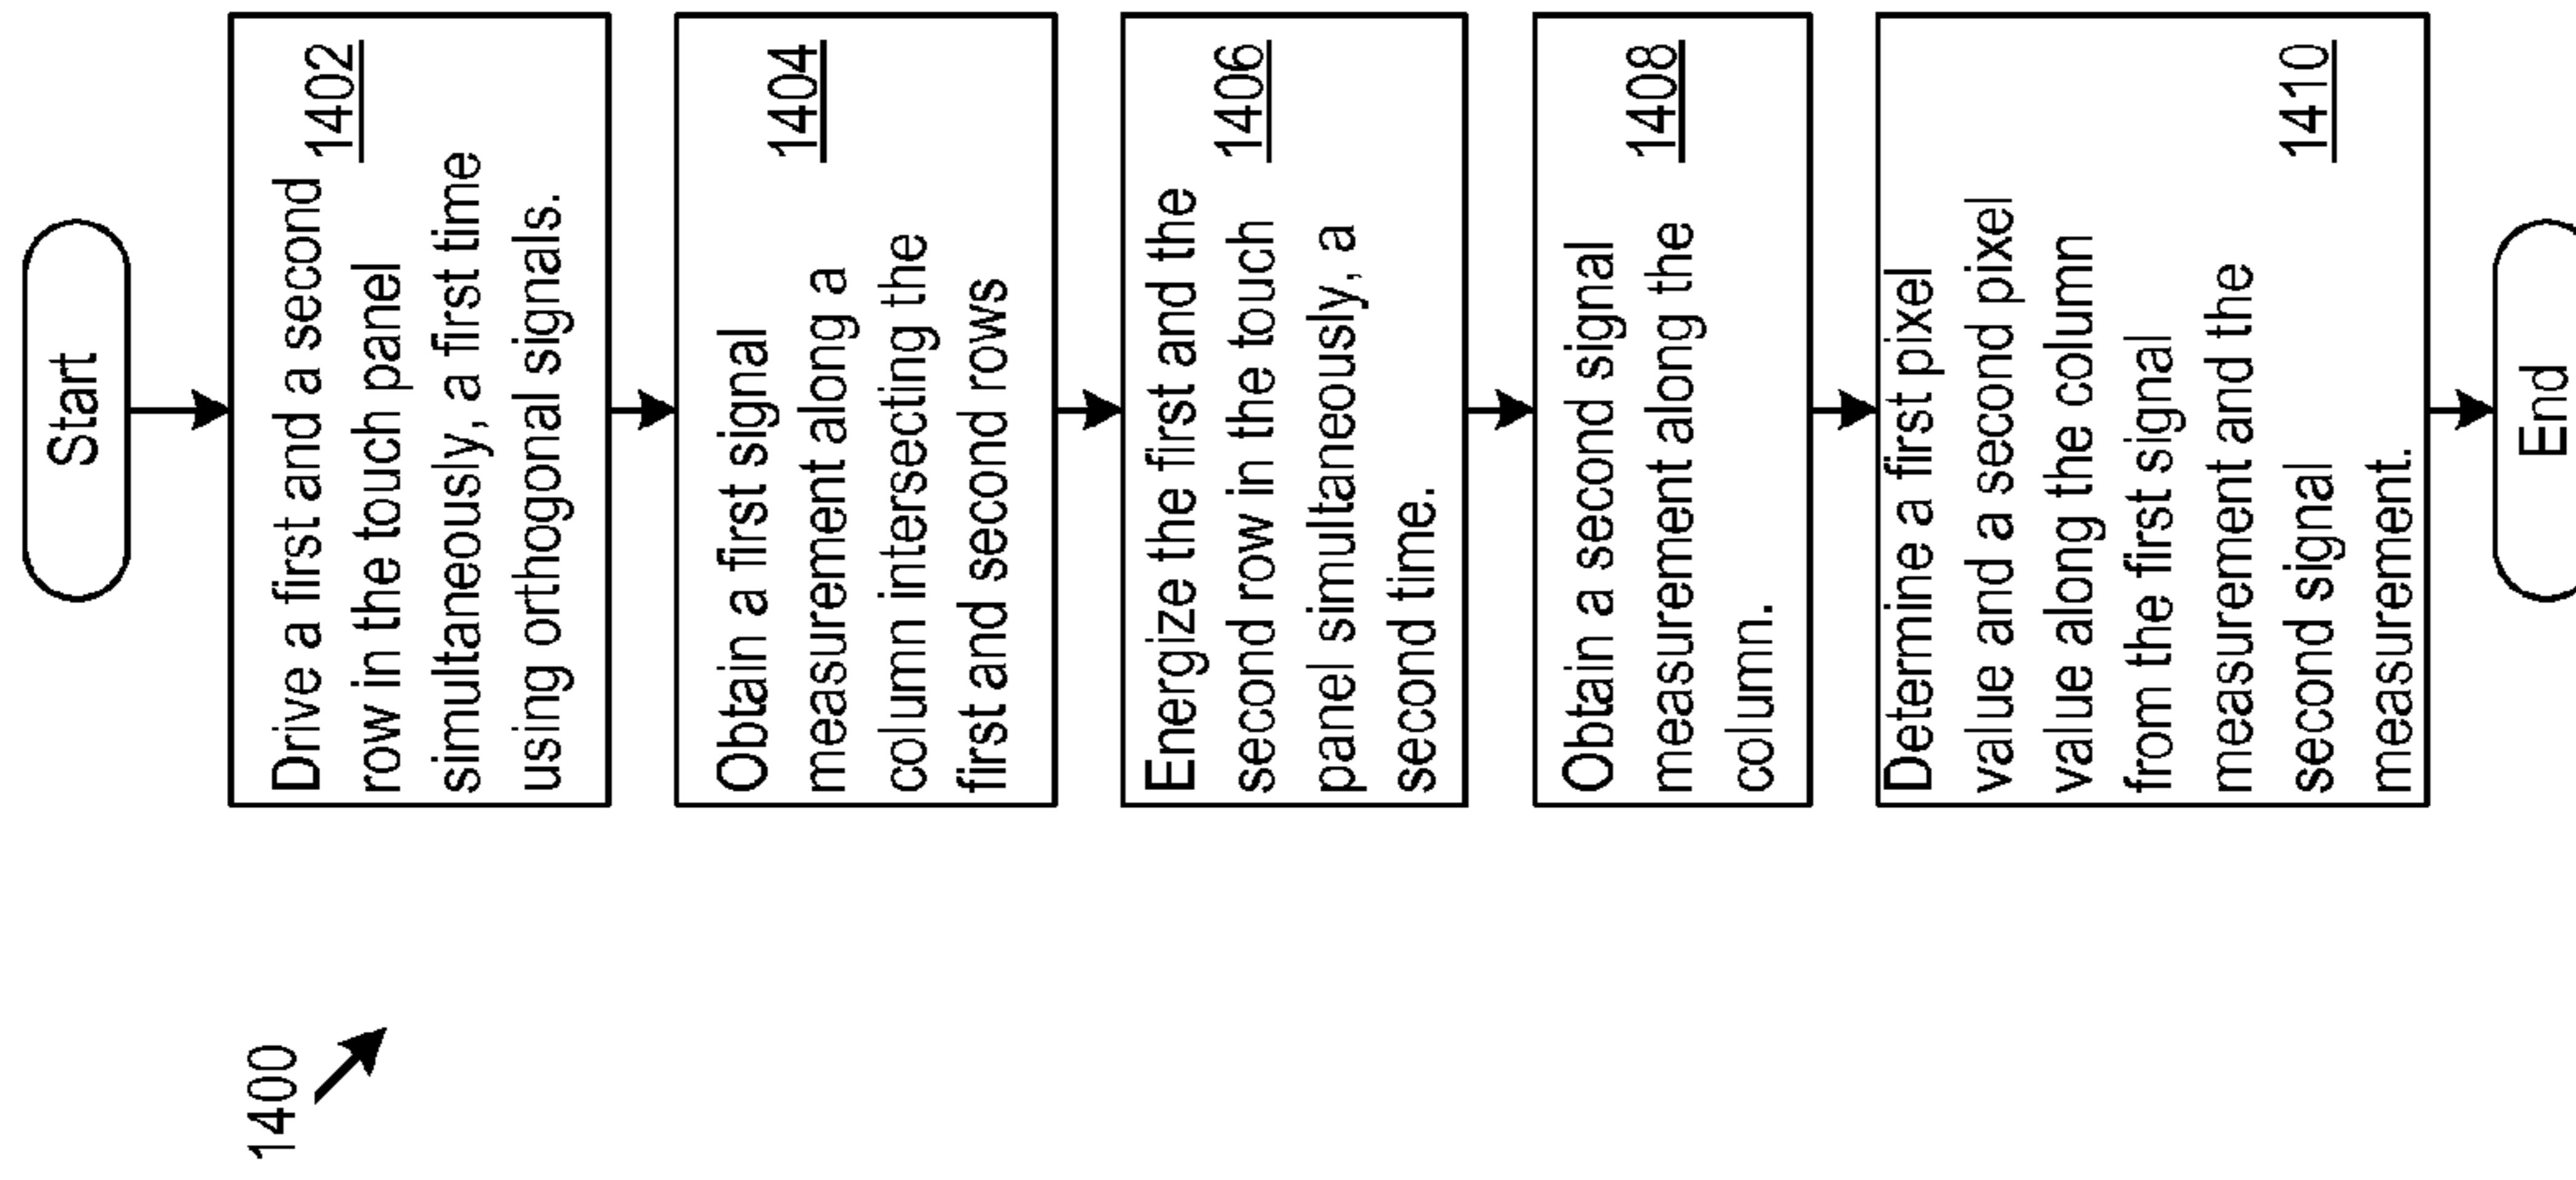 1400
Start
Drive a first and a second
row in the touch panel
simultaneously, a first time
using orthogonal signals.
1402
Obtain a first signal
measurement along a
column intersecting the
first and second rows
1404
Energize the first and the
second row in the touch
panel simultaneously, a
second time.
1406
Obtain a second signal
measurement along the
column.
1408
Determine a first pixel
value and a second pixel
value along the column
from the first signal
measurement and the
second signal
measurement.
1410
End